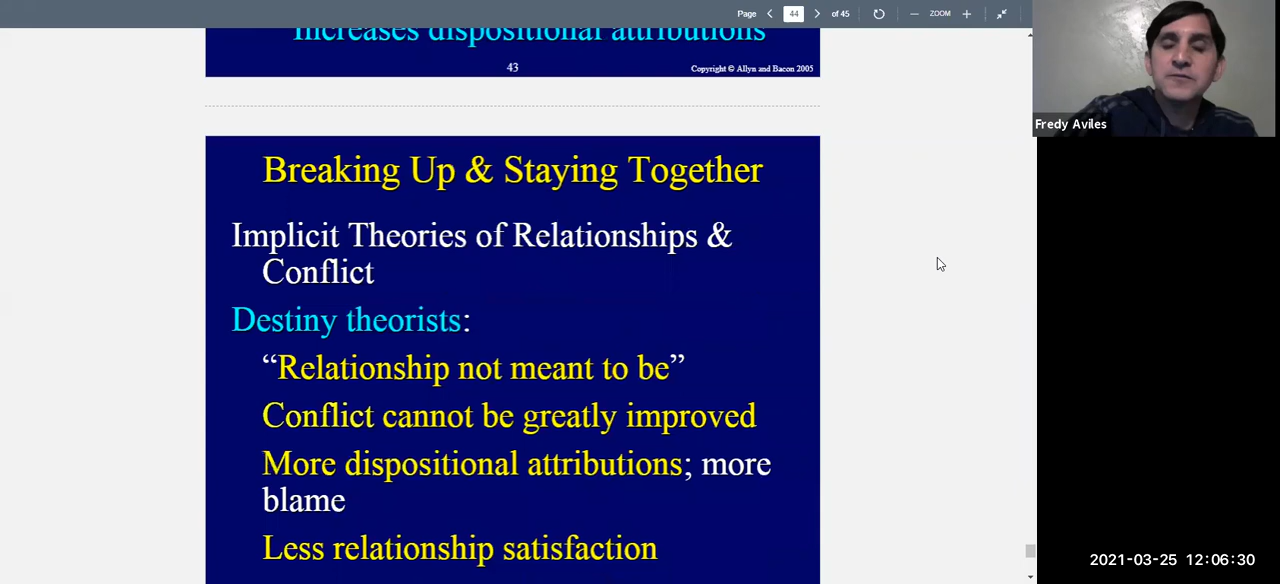 Page 44 of 45 ZOOM
Increases dispositional attributions
43 Copyright © Allyn and Bacon 2005
Fredy Aviles
Breaking Up & Staying Together
Implicit Theories of Relationships &
Conflict
Destiny theorists:
“Relationship not meant to be”
Conflict cannot be greatly improved
More dispositional attributions; more
blame
Less relationship satisfaction
2021-03-25 12:06:30